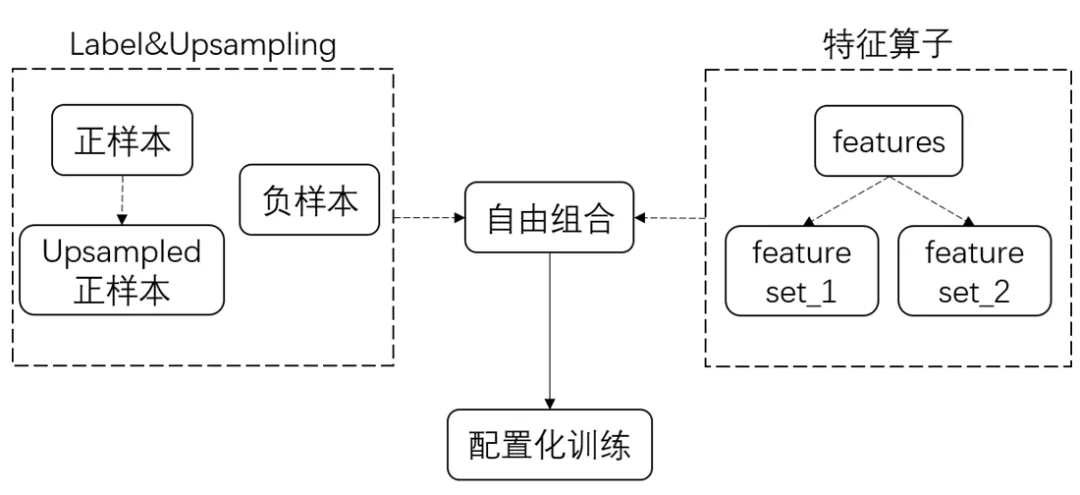 Label&Upsampling
正样本
Upsampled
正样本
负样本
自由组合
配置化训练
特征算子
features
feature
set_1
feature
set_2